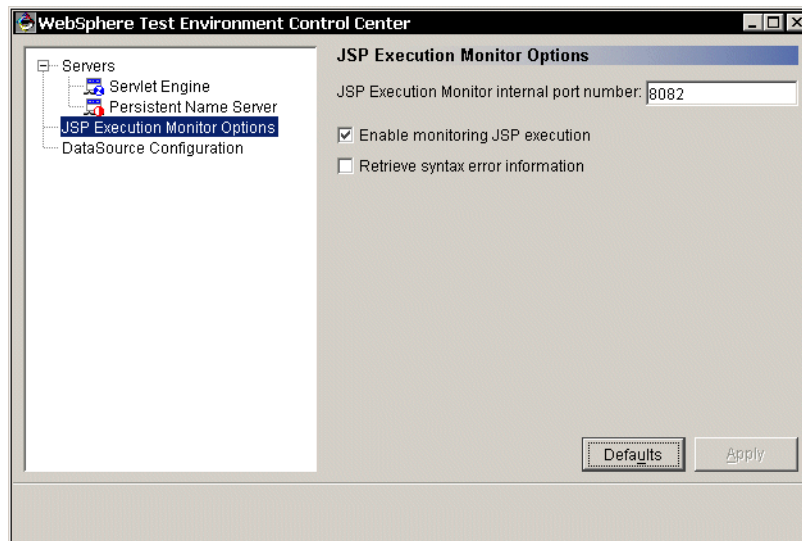 WebSphere Test Environment Control Center
Servers
Servlet Engine
Persistent Name Server
JSP Execution Monitor Options
DataSource Configuration
JSP Execution Monitor Options
JSP Execution Monitor internal port number: 8082
Enable monitoring JSP execution
Retrieve syntax error information
Defaults
Apply